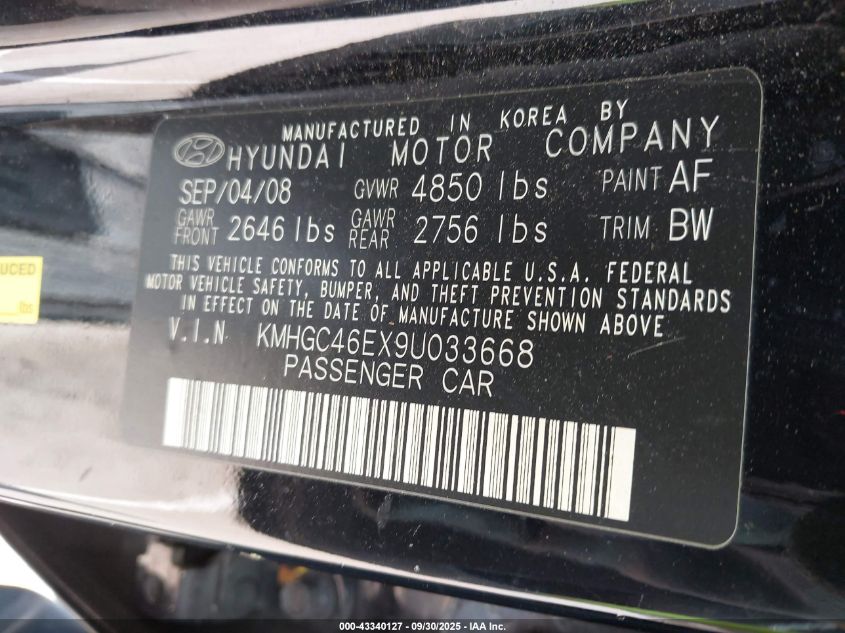 MANUFACTURED IN KOREA BY
HYUNDAI MOTOR COMPANY
SEP/04/08 GVWR 4850 lbs PAINT AF
GAWR FRONT 2646 lbs GAWR REAR 2756 lbs TRIM BW
THIS VEHICLE CONFORMS TO ALL APPLICABLE U.S.A. FEDERAL
MOTOR VEHICLE SAFETY, BUMPER, AND THEFT PREVENTION STANDARDS
IN EFFECT ON THE DATE OF MANUFACTURE SHOWN ABOVE.
V.I.N KMHGC46EX9U033668
PASSENGER CAR
UCED
lbs
000-43340127 - 09/30/2025 - IAA Inc.